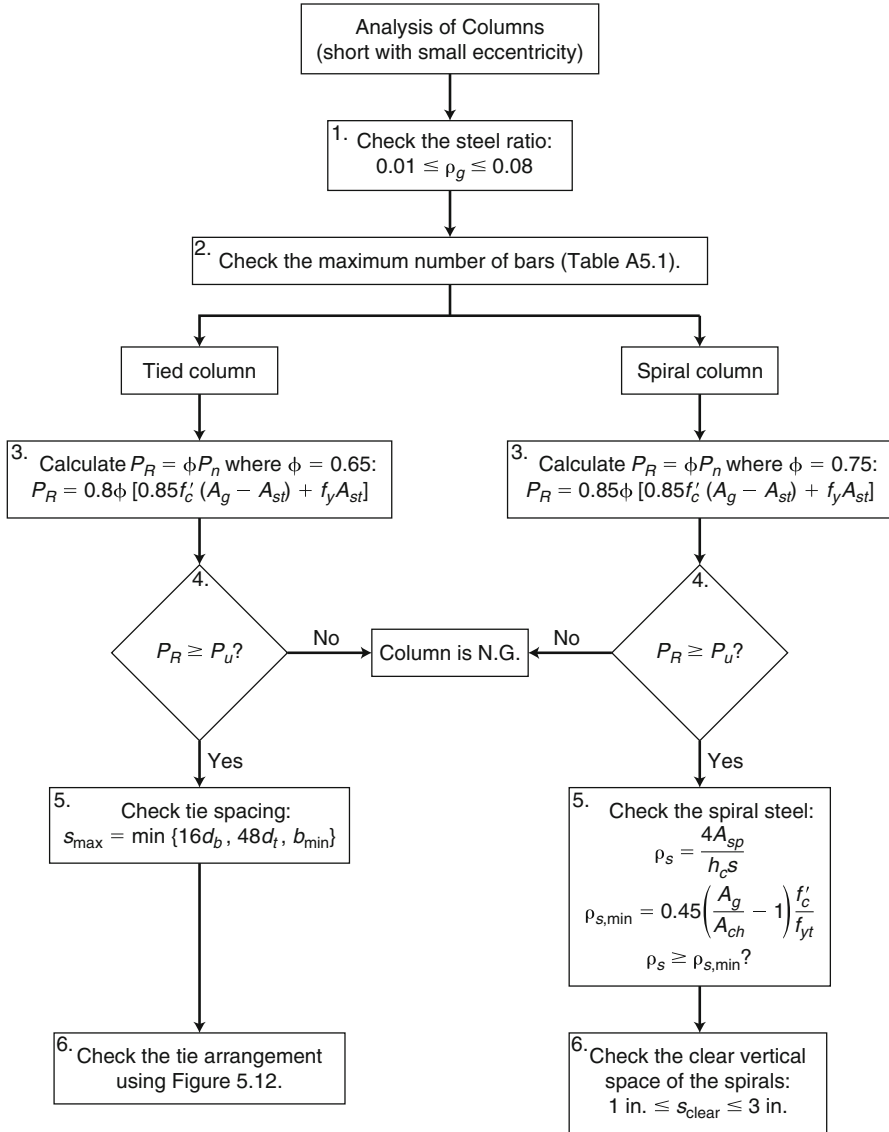 Analysis of Columns
(short with small eccentricity)
1. Check the steel ratio:
0.01 ≤ ρg ≤ 0.08
2. Check the maximum number of bars (Table A5.1).
Tied column
Spiral column
3. Calculate PR = ϕPn where ϕ = 0.65:
PR = 0.8ϕ [0.85f′c (Ag − Ast) + fyAst]
3. Calculate PR = ϕPn where ϕ = 0.75:
PR = 0.85ϕ [0.85f′c (Ag − Ast) + fyAst]
4.
PR ≥ Pu?
No
Column is N.G.
No
4.
PR ≥ Pu?
Yes
Yes
5. Check tie spacing:
smax = min {16db , 48dt, bmin}
5. Check the spiral steel:
ρs = 4Asp / hcs
ρs,min = 0.45(Ag / Ach − 1) f′c / fyt
ρs ≥ ρs,min?
6. Check the tie arrangement
using Figure 5.12.
6. Check the clear vertical
space of the spirals:
1 in. ≤ sclear ≤ 3 in.